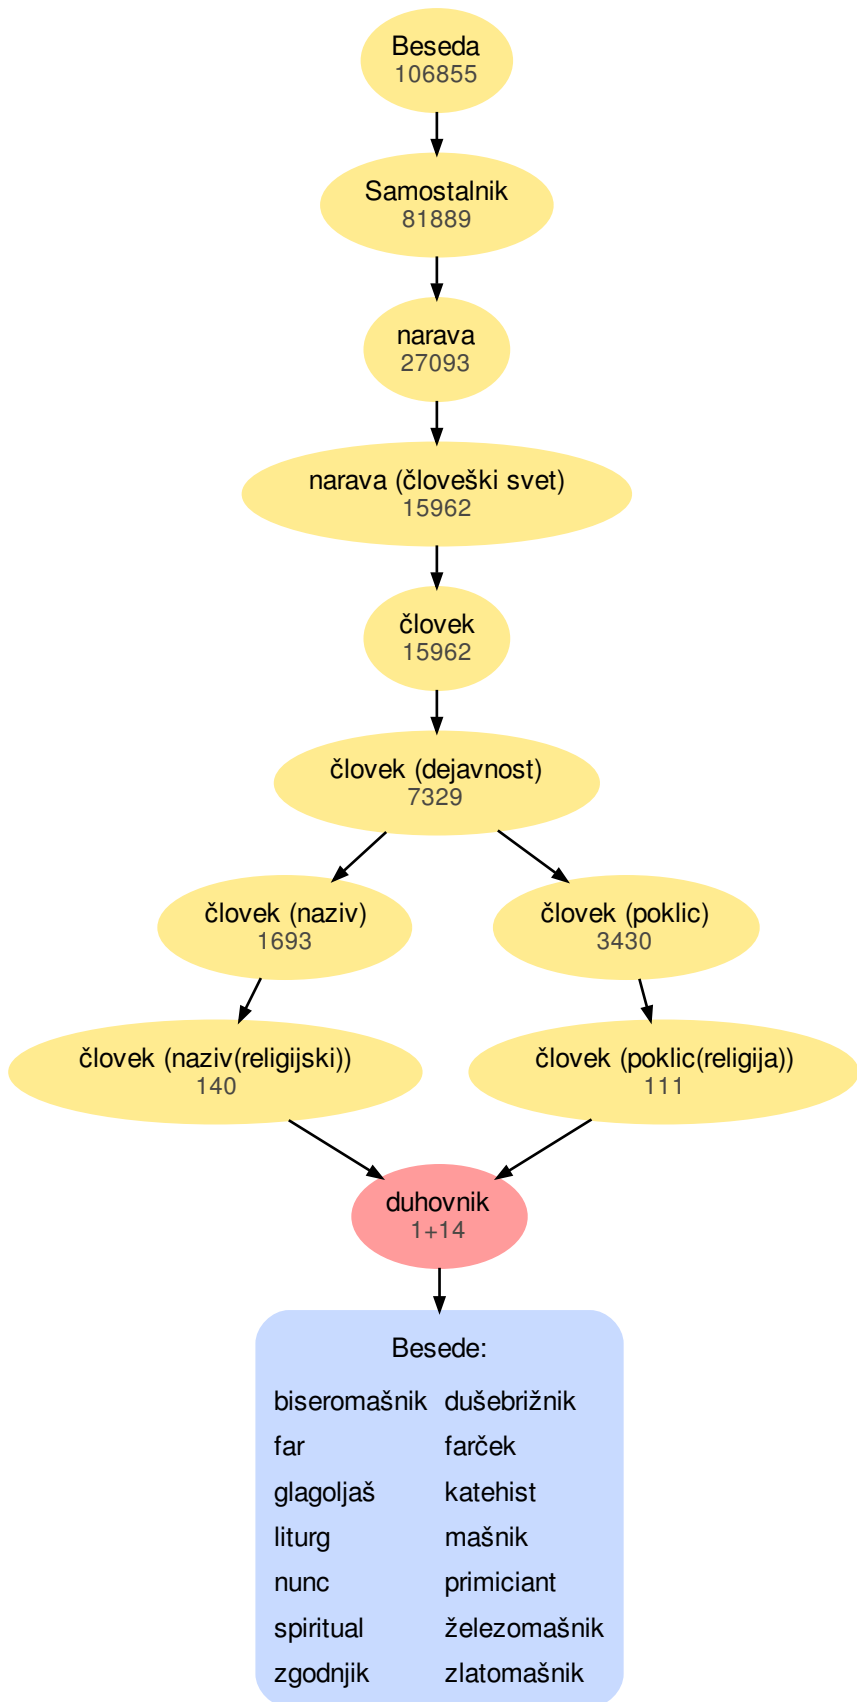 Beseda
106855
Samostalnik
81889
narava
27093
narava (človeški svet)
15962
človek
15962
človek (dejavnost)
7329
človek (naziv)
1693
človek (poklic)
3430
človek (naziv(religijski))
140
človek (poklic(religija))
111
duhovnik
1+14
Besede:
biseromašnik dušebrižnik
far farček
glagoljaš katehist
liturg mašnik
nunc primiciant
spiritual železomašnik
zgodnjik zlatomašnik